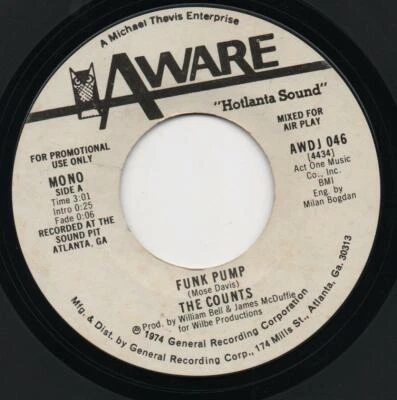 A Michael Thevis Enterprise
AWARE
"Hotlanta Sound"
FOR PROMOTIONAL
USE ONLY
MIXED FOR
AIR PLAY
MONO
SIDE A
Time 3:01
Intro 0:25
Fade 0:06
RECORDED AT THE
SOUND PIT
ATLANTA, GA
AWDJ 046
[4434]
Act One Music
Co., Inc.
BMI
Eng. by
Milan Bogdan
FUNK PUMP
(Mose Davis)
THE COUNTS
Prod. by William Bell & James McDuffie
for Wilbe Productions
℗ 1974 General Recording Corporation
Mfg. & Dist. by General Recording Corp., 174 Mills St., Atlanta, Ga. 30313